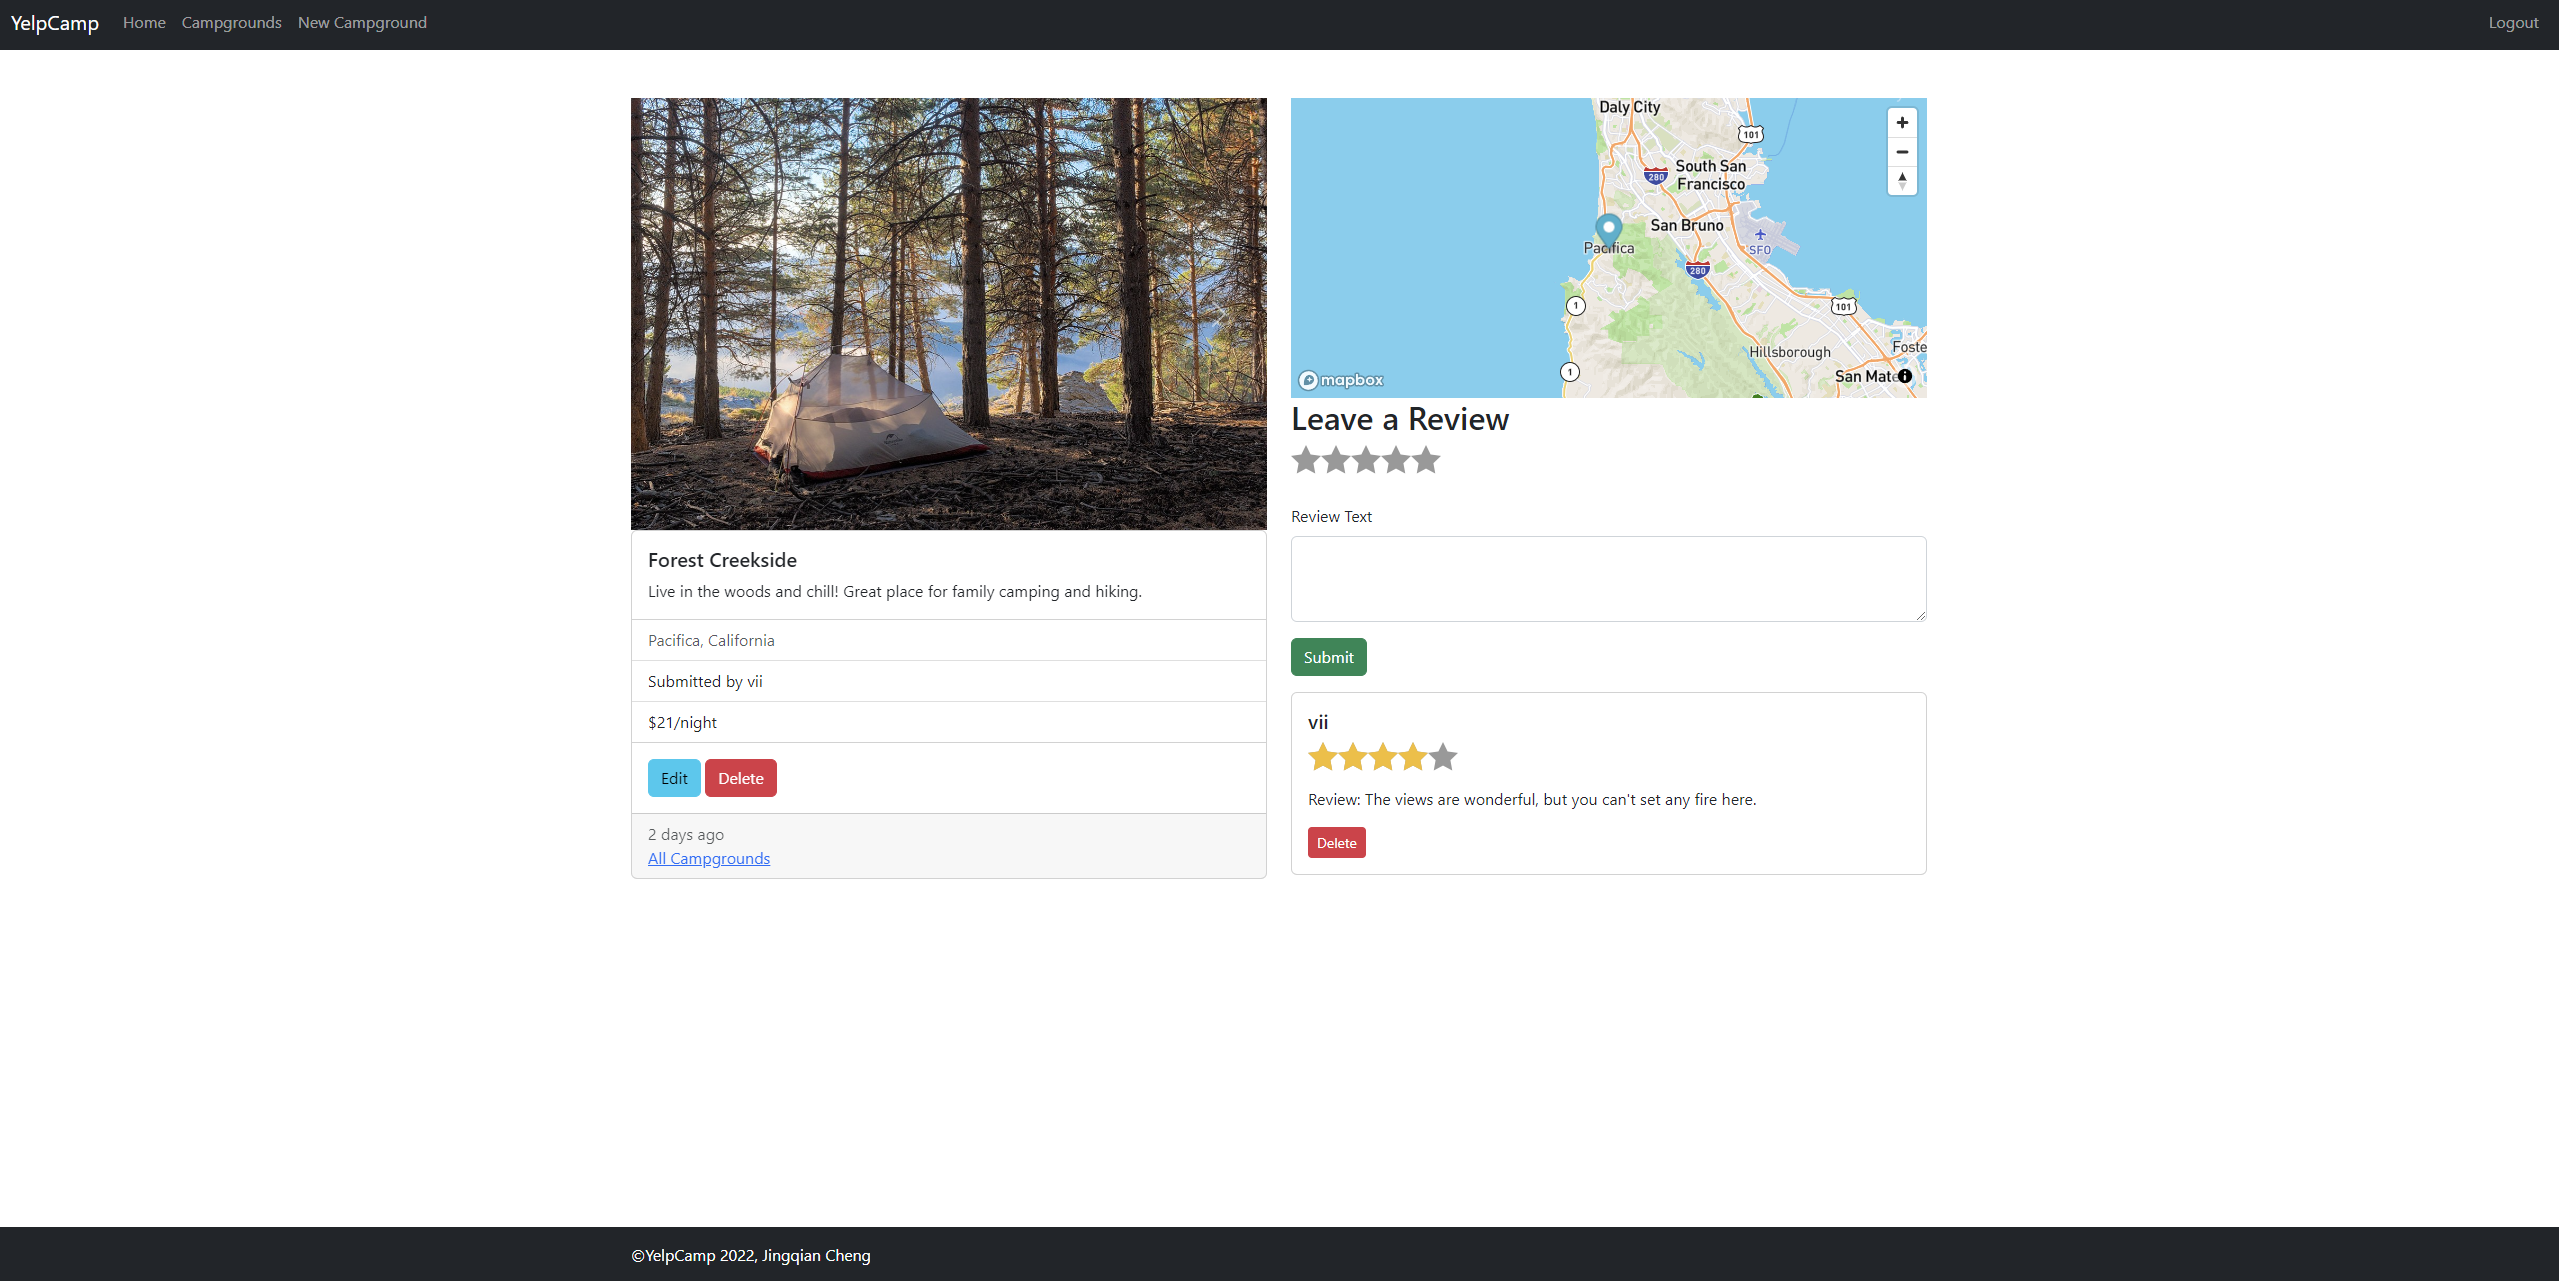 YelpCamp Home Campgrounds New Campground Logout
Forest Creekside
Live in the woods and chill! Great place for family camping and hiking.
Pacifica, California
Submitted by vii
$21/night
Edit Delete
2 days ago
All Campgrounds
Daly City
101
South San
Francisco
280
San Bruno
SFO
Pacifica
280
1
101
Foste
Hillsborough
1
San Mate
mapbox
Leave a Review
Review Text
Submit
vii
Review: The views are wonderful, but you can't set any fire here.
Delete
©YelpCamp 2022, Jingqian Cheng